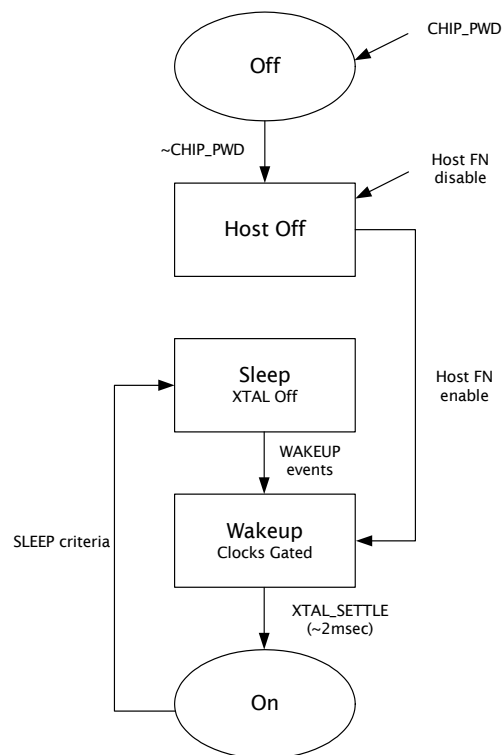 CHIP_PWD
Off
~CHIP_PWD
Host FN
disable
Host Off
Sleep
XTAL Off
Host FN
enable
WAKEUP
events
Wakeup
Clocks Gated
SLEEP criteria
XTAL_SETTLE
(~2msec)
On